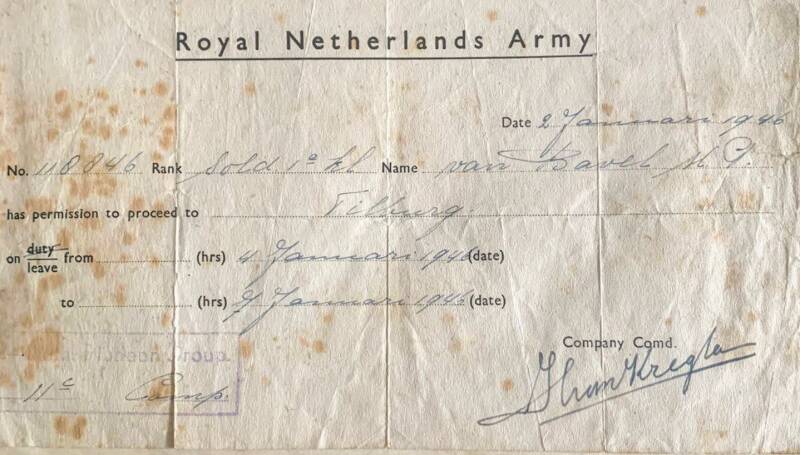 Royal Netherlands Army
Date 2 Januari 1946
No. 118046 Rank Sold. 1e kl Name van Bavel M. P.
has permission to proceed to Tilburg.
on duty/leave from (hrs) 4 Januari 1946 (date)
to (hrs) 9 Januari 1946 (date)
Company Comd.
Group
11e Comp.